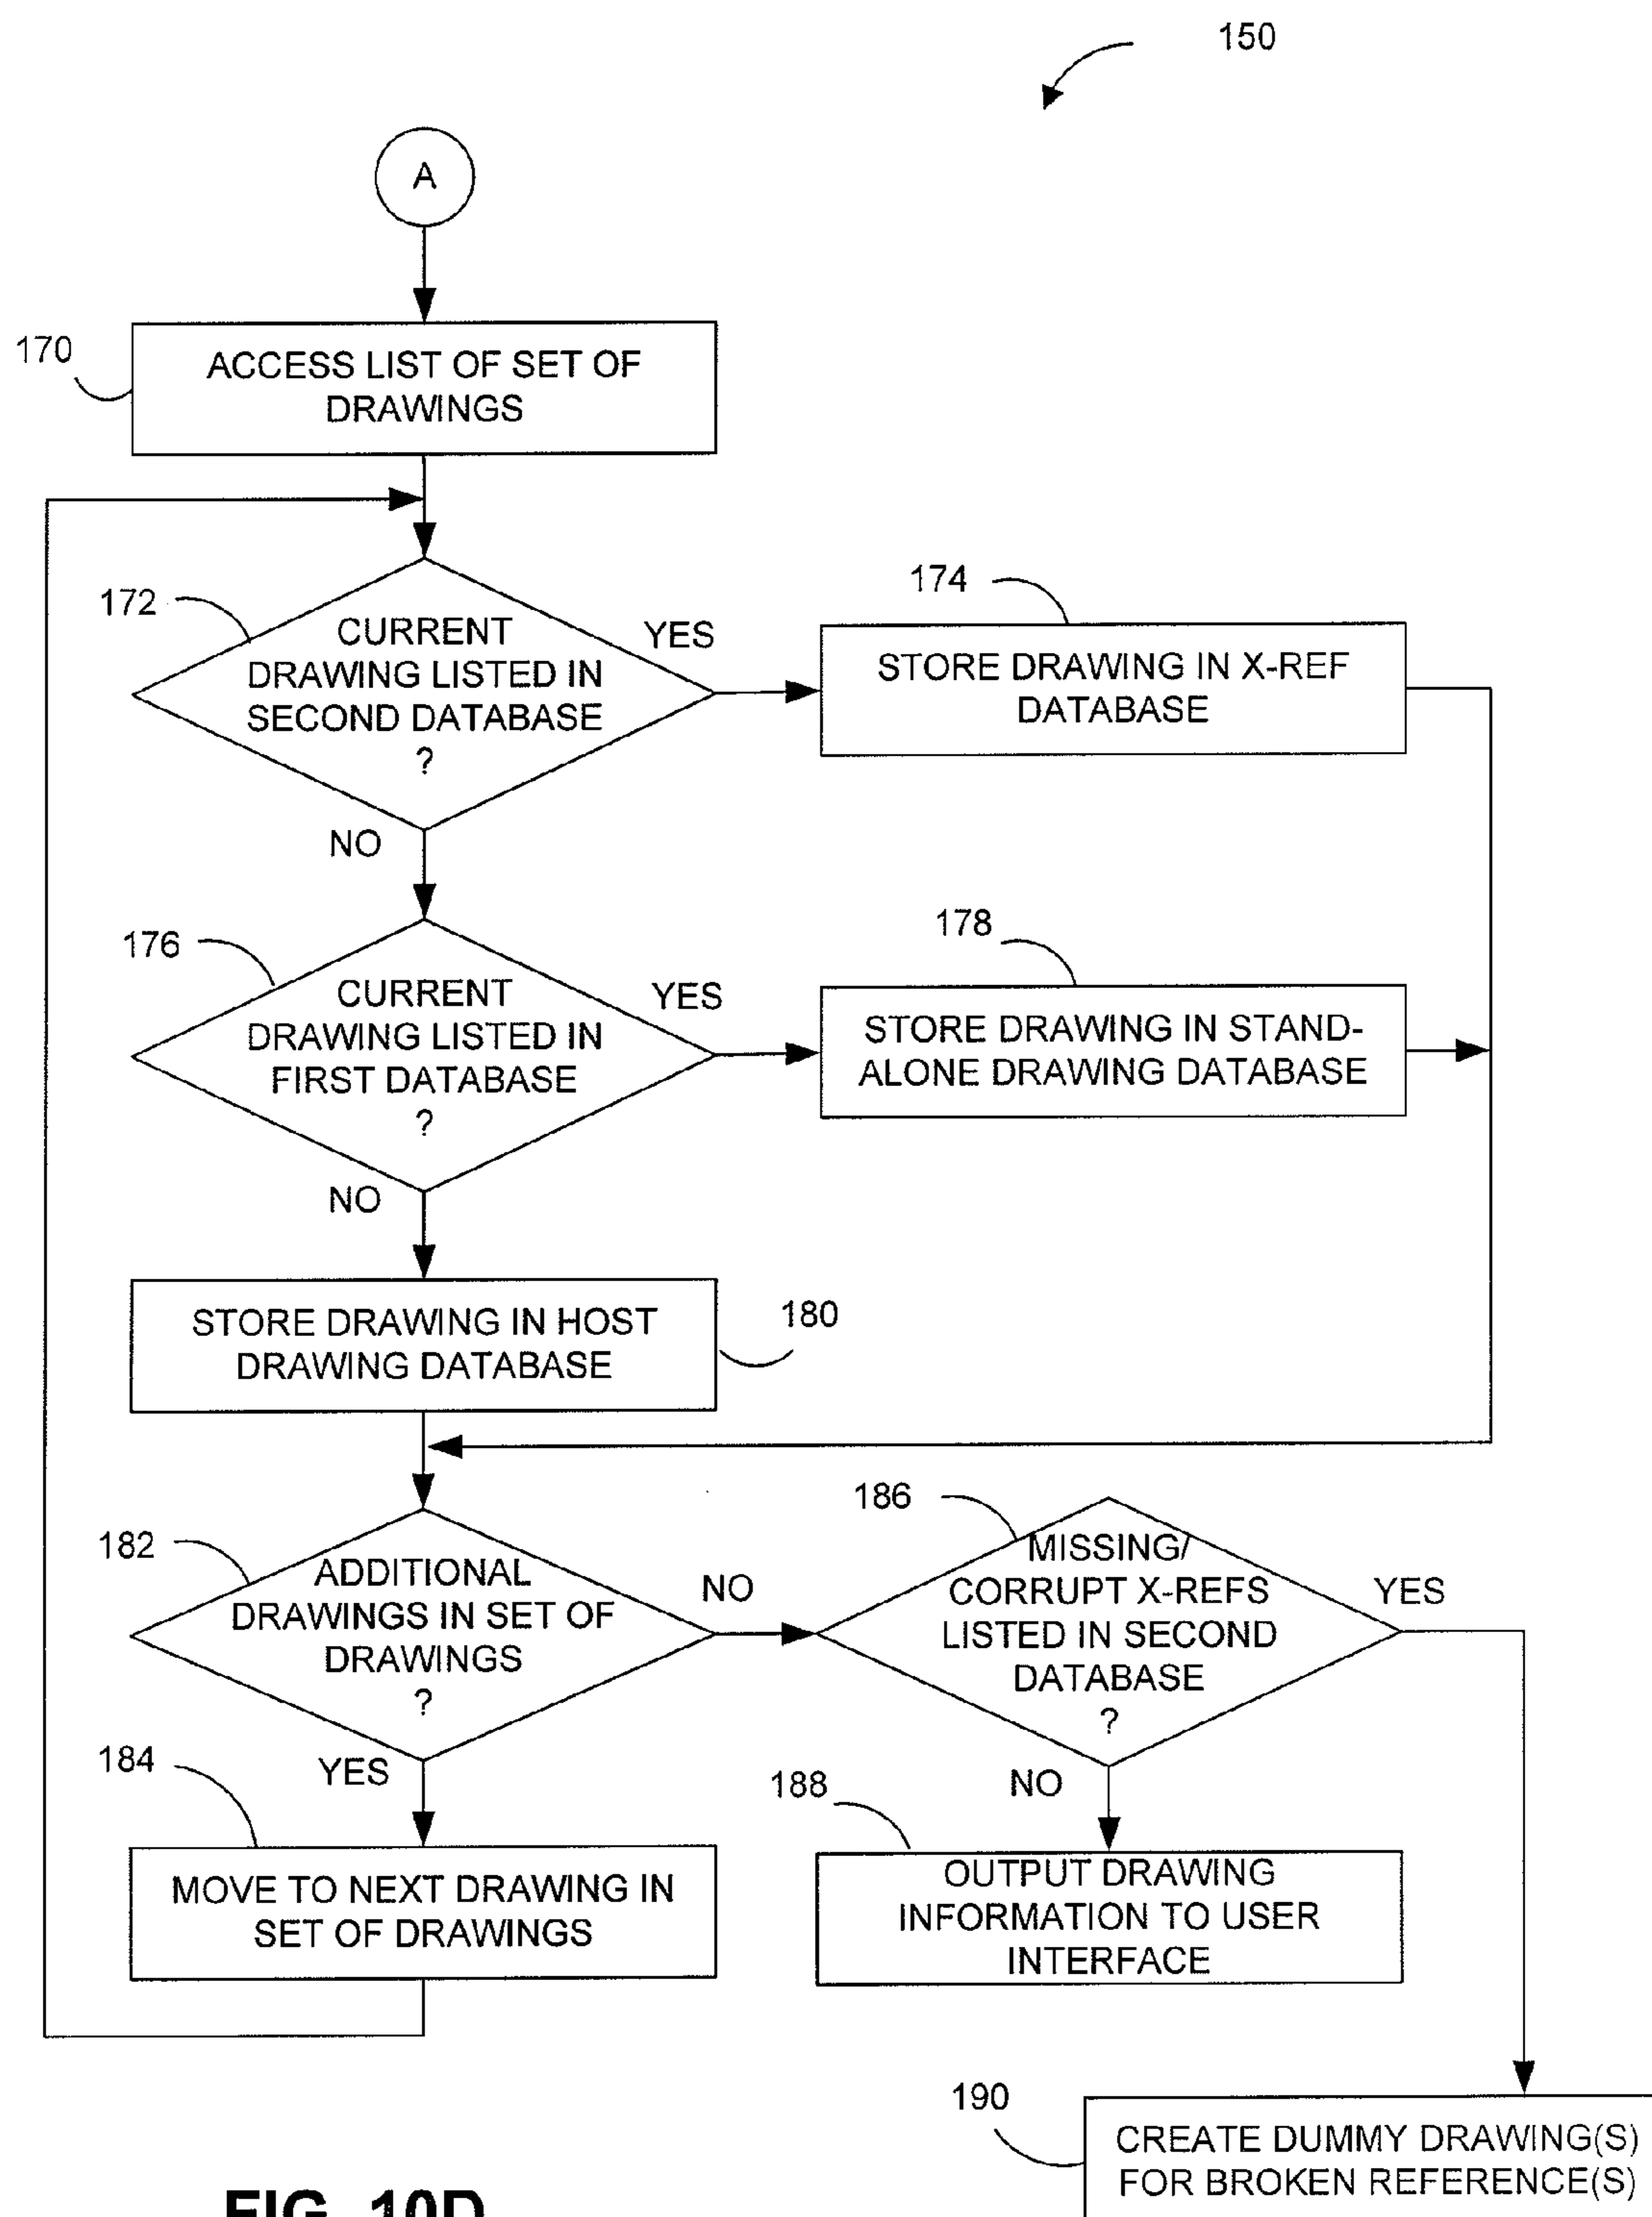 150
A
170
ACCESS LIST OF SET OF
DRAWINGS
172
CURRENT
DRAWING LISTED IN
SECOND DATABASE
?
YES
NO
174
STORE DRAWING IN X-REF
DATABASE
176
CURRENT
DRAWING LISTED IN
FIRST DATABASE
?
YES
NO
178
STORE DRAWING IN STAND-
ALONE DRAWING DATABASE
STORE DRAWING IN HOST
DRAWING DATABASE
180
182
ADDITIONAL
DRAWINGS IN SET OF
DRAWINGS
?
NO
YES
186
MISSING/
CORRUPT X-REFS
LISTED IN SECOND
DATABASE
?
YES
NO
184
MOVE TO NEXT DRAWING IN
SET OF DRAWINGS
188
OUTPUT DRAWING
INFORMATION TO USER
INTERFACE
190
CREATE DUMMY DRAWING(S)
FOR BROKEN REFERENCE(S)
FIG. 10D